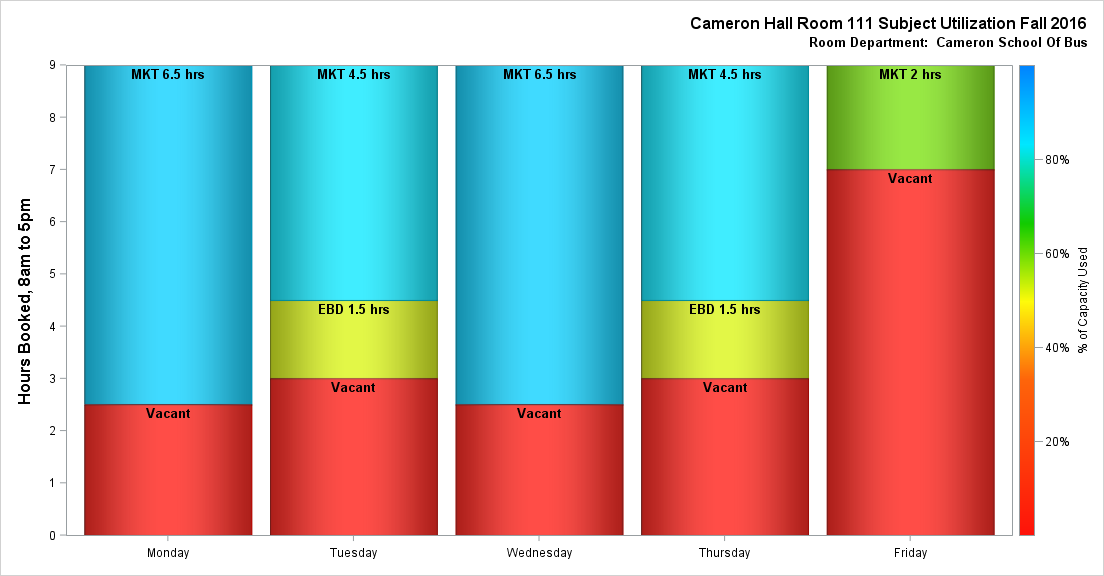 Cameron Hall Room 111 Subject Utilization Fall 2016
Room Department:  Cameron School Of Bus
Hours Booked, 8am to 5pm
9
8
7
6
5
4
3
2
1
0
MKT 6.5 hrs
Vacant
MKT 4.5 hrs
EBD 1.5 hrs
Vacant
MKT 6.5 hrs
Vacant
MKT 4.5 hrs
EBD 1.5 hrs
Vacant
MKT 2 hrs
Vacant
Monday
Tuesday
Wednesday
Thursday
Friday
80%
60%
40%
20%
% of Capacity Used